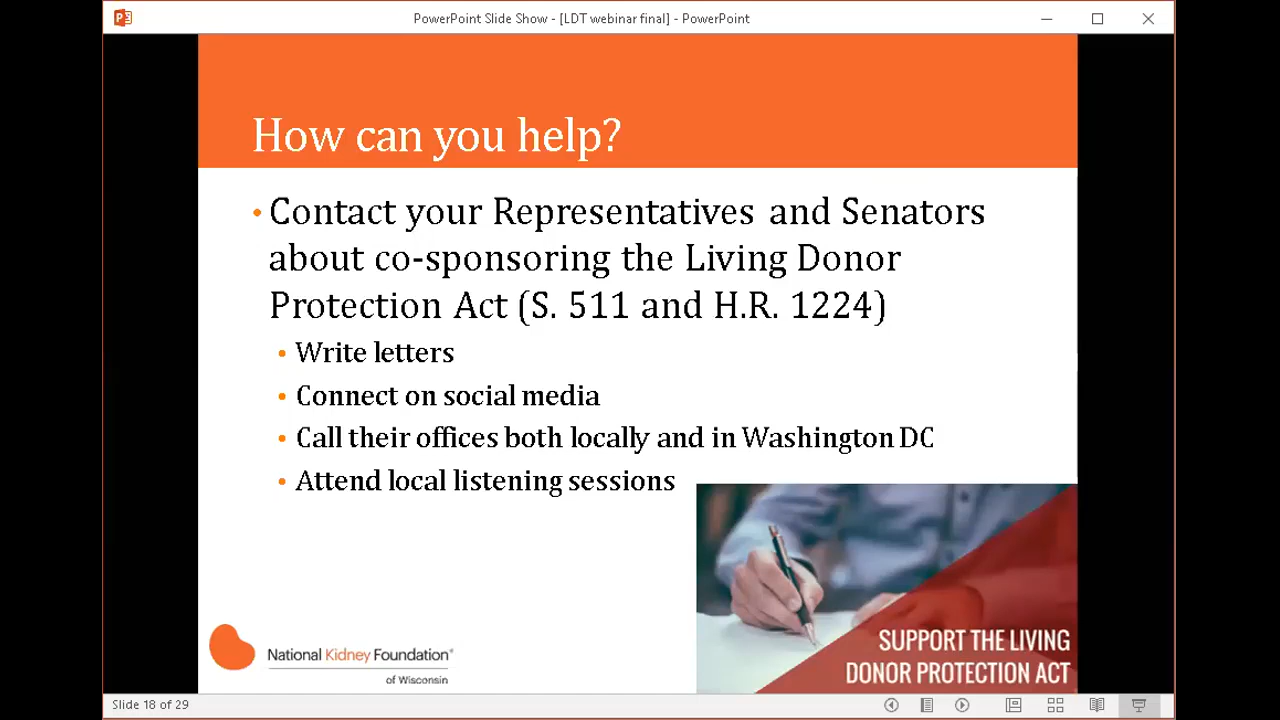 PowerPoint Slide Show - [LDT webinar final] - PowerPoint
How can you help?
• Contact your Representatives and Senators
about co-sponsoring the Living Donor
Protection Act (S. 511 and H.R. 1224)
• Write letters
• Connect on social media
• Call their offices both locally and in Washington DC
• Attend local listening sessions
SUPPORT THE LIVING
DONOR PROTECTION ACT
National Kidney Foundation®
of Wisconsin
Slide 18 of 29